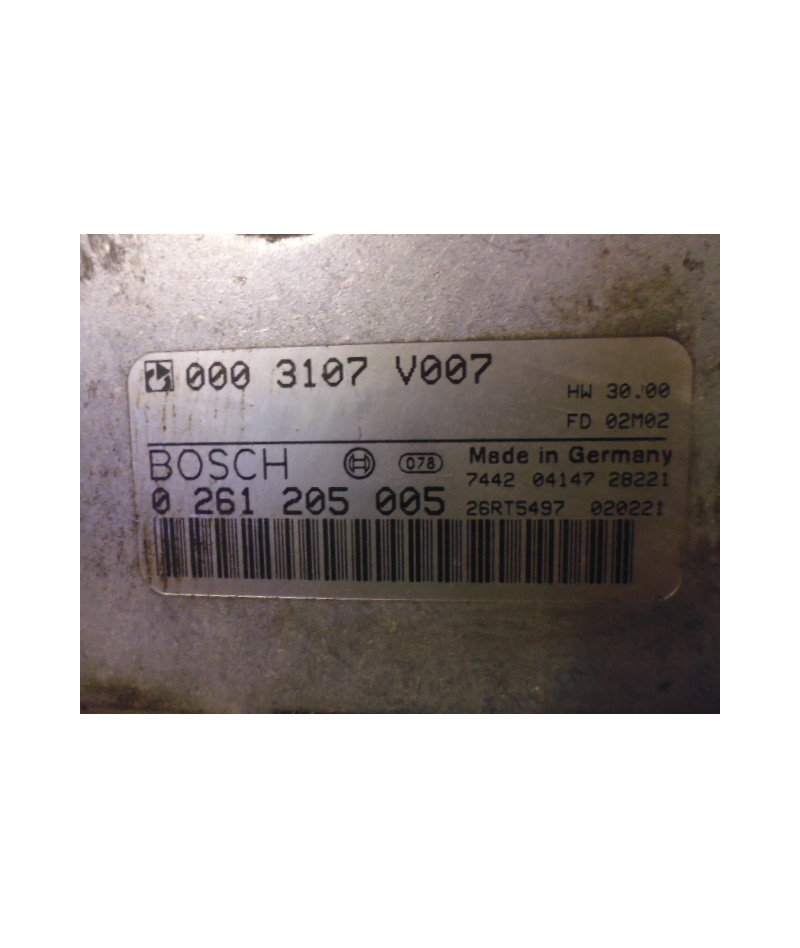 000 3107 V007
HW 30.00
FD 02M02
BOSCH 078 Made in Germany
7442 04147 28221
0 261 205 005 26RT5497 020221